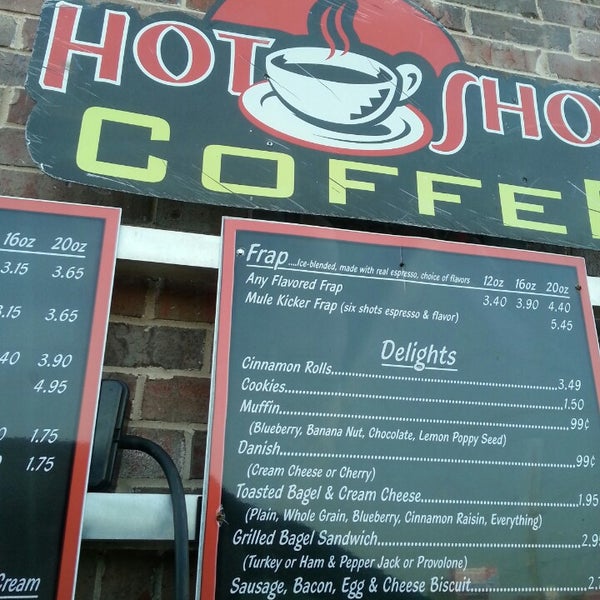 HOT SHO
COFFEE
16oz 20oz
3.15 3.65
3.15 3.65
3.90
4.95
1.75
1.75
Cream
Frap....Ice-blended, made with real espresso, choice of flavors 12oz 16oz 20oz
Any Flavored Frap 3.40 3.90 4.40
Mule Kicker Frap (six shots espresso & flavor) 5.45
Delights
Cinnamon Rolls...3.49
Cookies...1.50
Muffin...99¢
(Blueberry, Banana Nut, Chocolate, Lemon Poppy Seed)
Danish...99¢
(Cream Cheese or Cherry)
Toasted Bagel & Cream Cheese...1.95
(Plain, Whole Grain, Blueberry, Cinnamon Raisin, Everything)
Grilled Bagel Sandwich...
(Turkey or Ham & Pepper Jack or Provolone)
Sausage, Bacon, Egg & Cheese Biscuit...